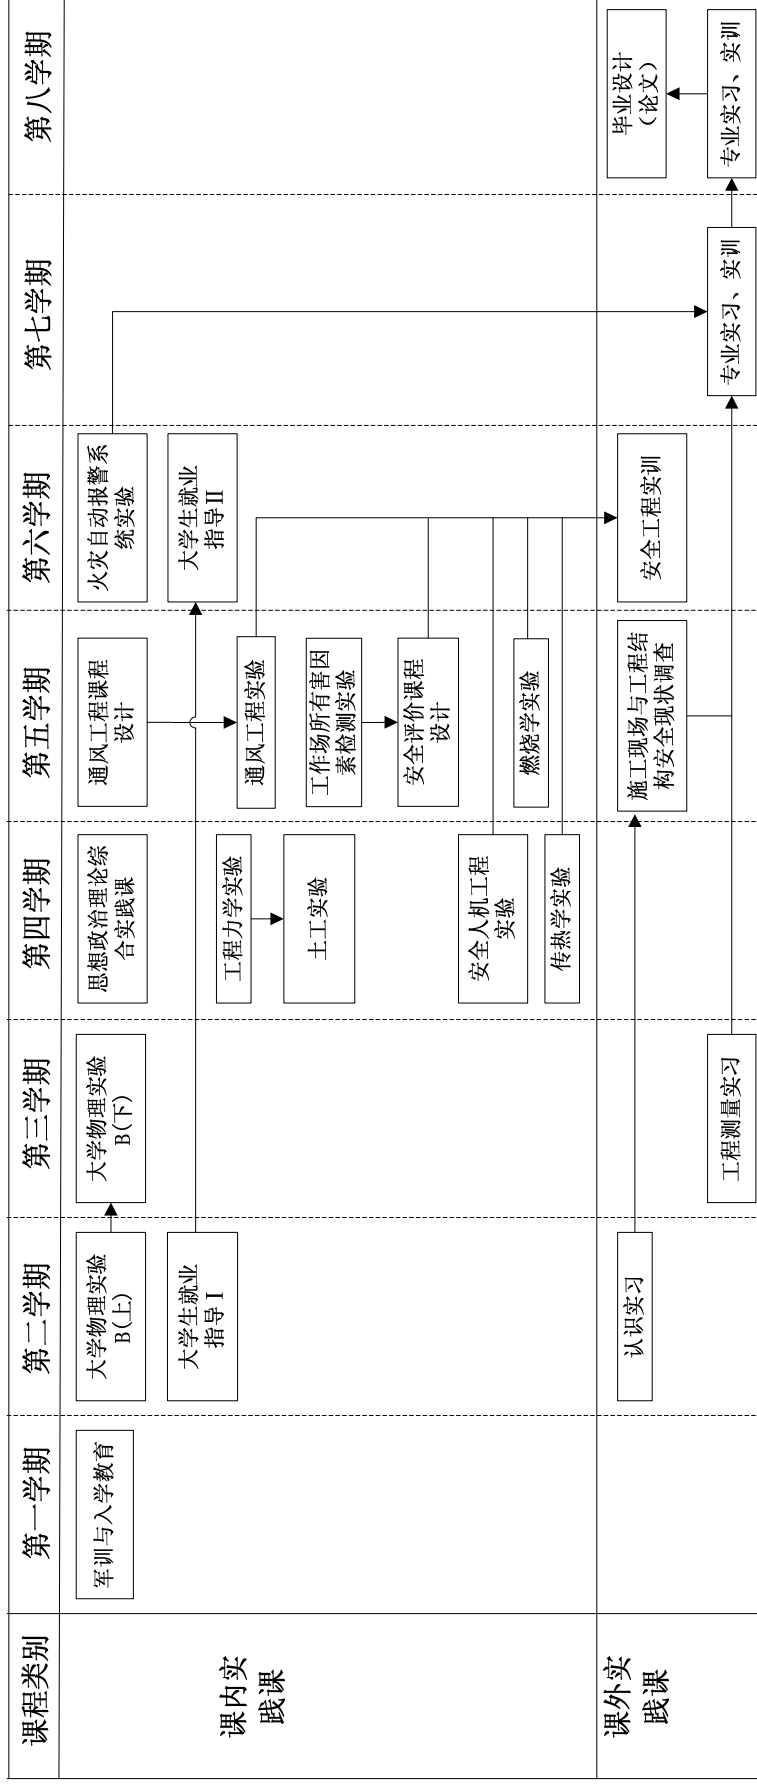 课程类别
第一学期
第二学期
第三学期
第四学期
第五学期
第六学期
第七学期
第八学期
课内实
践课
军训与入学教育
大学物理实验
B(上)
大学生就业
指导Ⅰ
大学物理实验
B(下)
思想政治理论综
合实践课
工程力学实验
土工实验
安全人机工程
实验
传热学实验
通风工程课程
设计
通风工程实验
工作场所有害因
素检测实验
安全评价课程
设计
燃烧学实验
火灾自动报警系
统实验
大学生就业
指导Ⅱ
课外实
践课
认识实习
工程测量实习
施工现场与工程结
构安全现状调查
安全工程实训
专业实习、实训
毕业设计
（论文）
专业实习、实训